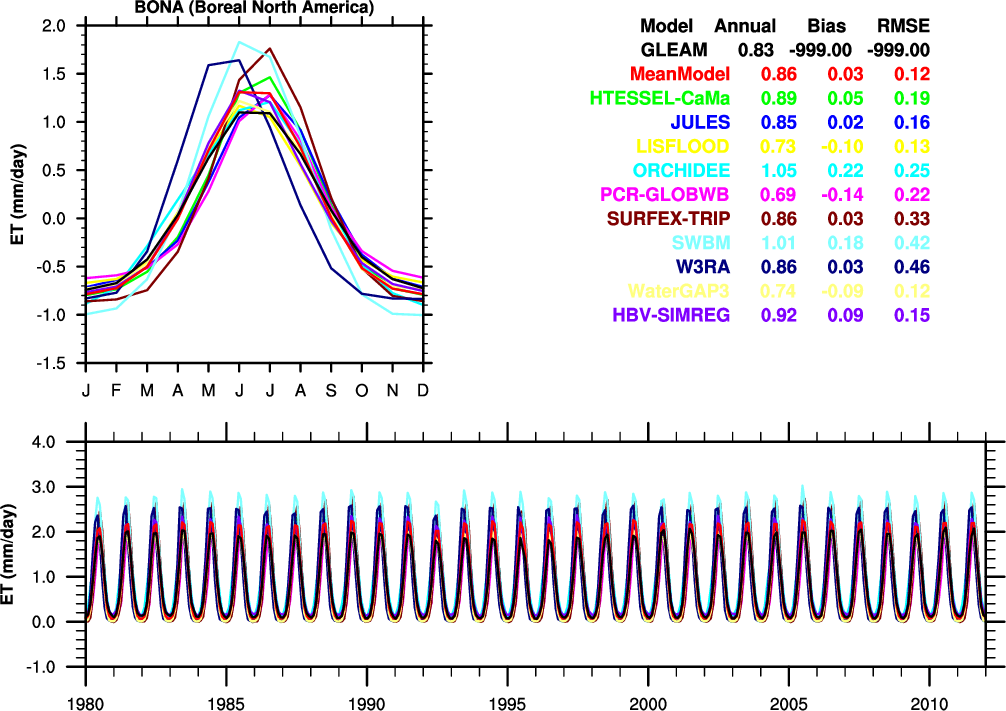 BONA (Boreal North America)
2.0
1.5
1.0
0.5
0.0
-0.5
-1.0
-1.5
ET (mm/day)
J F M A M J J A S O N D
Model Annual Bias RMSE
GLEAM 0.83 -999.00 -999.00
MeanModel 0.86 0.03 0.12
HTESSEL-CaMa 0.89 0.05 0.19
JULES 0.85 0.02 0.16
LISFLOOD 0.73 -0.10 0.13
ORCHIDEE 1.05 0.22 0.25
PCR-GLOBWB 0.69 -0.14 0.22
SURFEX-TRIP 0.86 0.03 0.33
SWBM 1.01 0.18 0.42
W3RA 0.86 0.03 0.46
WaterGAP3 0.74 -0.09 0.12
HBV-SIMREG 0.92 0.09 0.15
4.0
3.0
2.0
1.0
0.0
-1.0
ET (mm/day)
1980 1985 1990 1995 2000 2005 2010